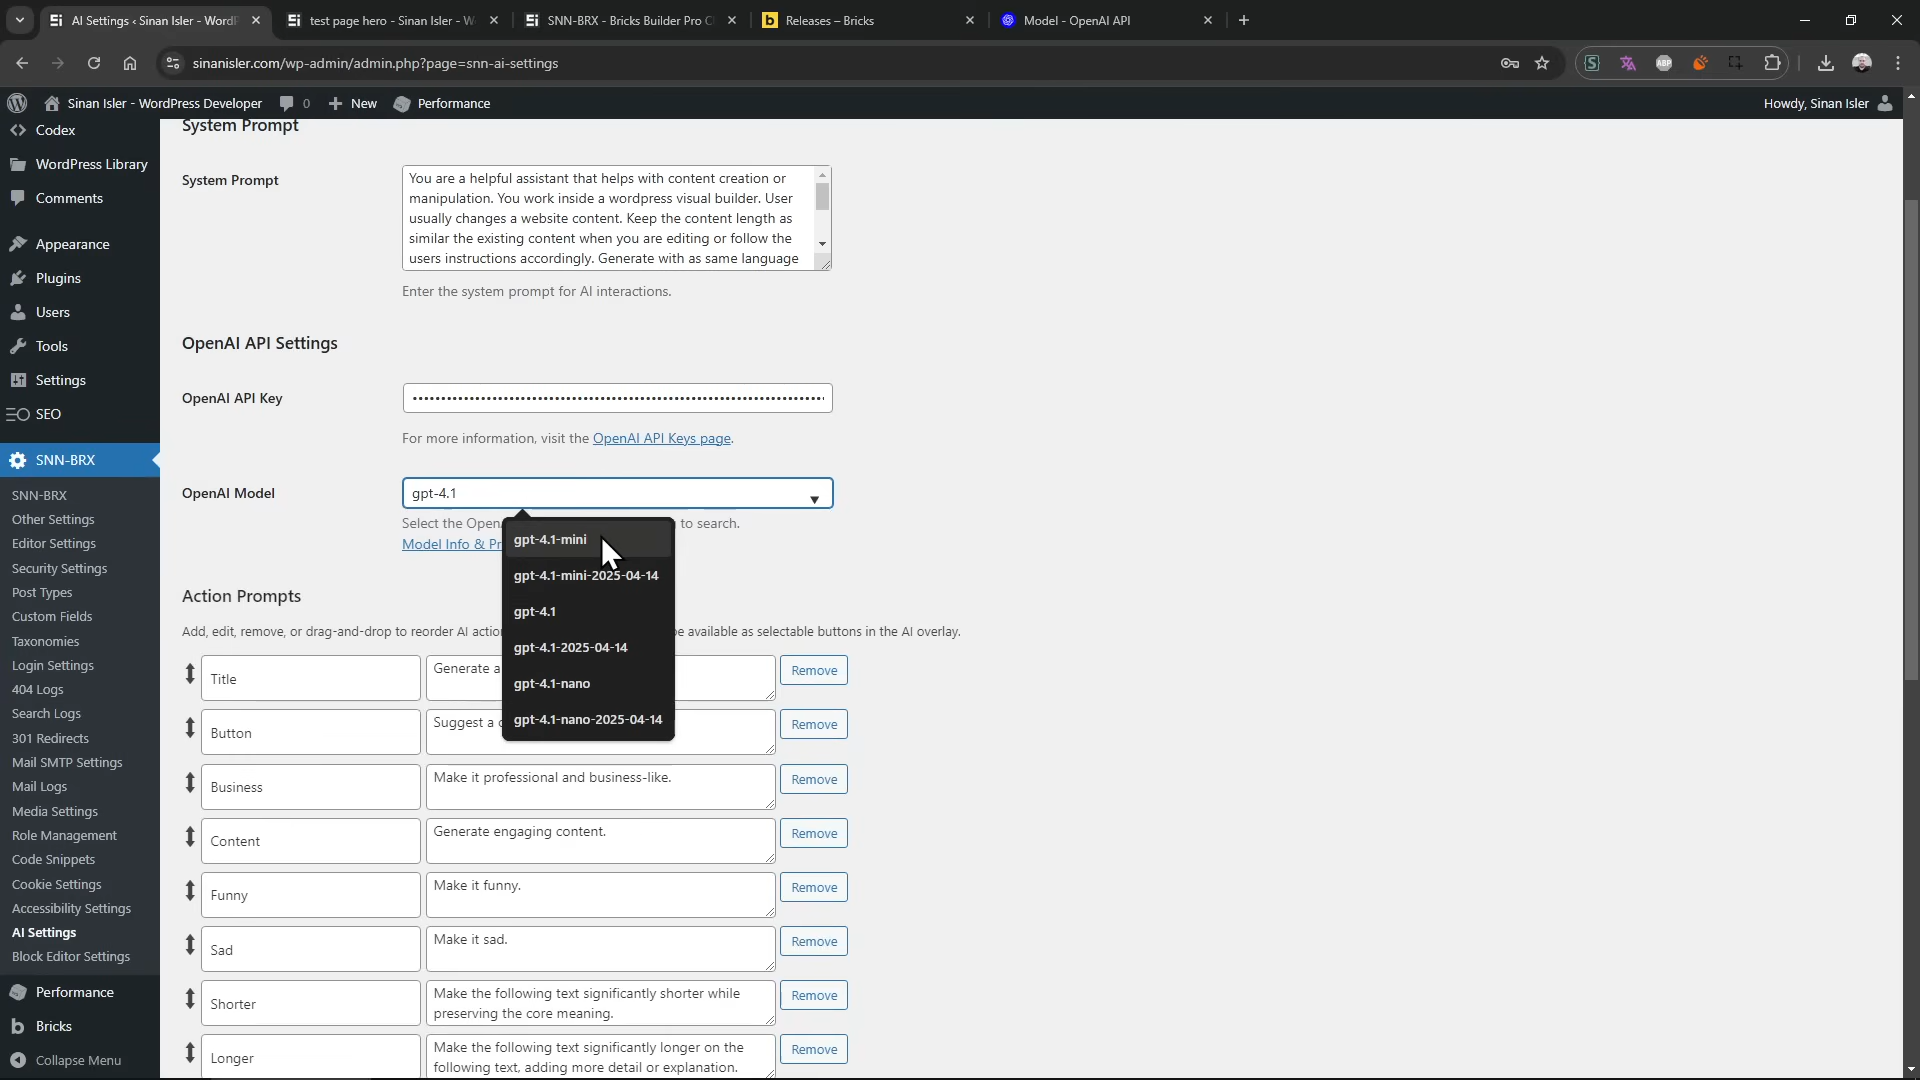 AI Settings ‹ Sinan Isler - WordP
test page hero - Sinan Isler - W
SNN-BRX - Bricks Builder Pro C
Releases – Bricks
Model - OpenAI API
sinanisler.com/wp-admin/admin.php?page=snn-ai-settings
Sinan Isler - WordPress Developer
0
New
Performance
Howdy, Sinan Isler
Codex
WordPress Library
Comments
Appearance
Plugins
Users
Tools
Settings
SEO
SNN-BRX
SNN-BRX
Other Settings
Editor Settings
Security Settings
Post Types
Custom Fields
Taxonomies
Login Settings
404 Logs
Search Logs
301 Redirects
Mail SMTP Settings
Mail Logs
Media Settings
Role Management
Code Snippets
Cookie Settings
Accessibility Settings
AI Settings
Block Editor Settings
Performance
Bricks
Collapse Menu
System Prompt
System Prompt
You are a helpful assistant that helps with content creation or
manipulation. You work inside a wordpress visual builder. User
usually changes a website content. Keep the content length as
similar the existing content when you are editing or follow the
users instructions accordingly. Generate with as same language
Enter the system prompt for AI interactions.
OpenAI API Settings
OpenAI API Key
For more information, visit the OpenAI API Keys page.
OpenAI Model
gpt-4.1
Select the Open
to search.
Model Info & Pr
gpt-4.1-mini
gpt-4.1-mini-2025-04-14
gpt-4.1
gpt-4.1-2025-04-14
gpt-4.1-nano
gpt-4.1-nano-2025-04-14
Action Prompts
Add, edit, remove, or drag-and-drop to reorder AI action
be available as selectable buttons in the AI overlay.
Title
Generate a
Remove
Button
Suggest a c
Remove
Business
Make it professional and business-like.
Remove
Content
Generate engaging content.
Remove
Funny
Make it funny.
Remove
Sad
Make it sad.
Remove
Shorter
Make the following text significantly shorter while
preserving the core meaning.
Remove
Longer
Make the following text significantly longer on the
following text, adding more detail or explanation.
Remove